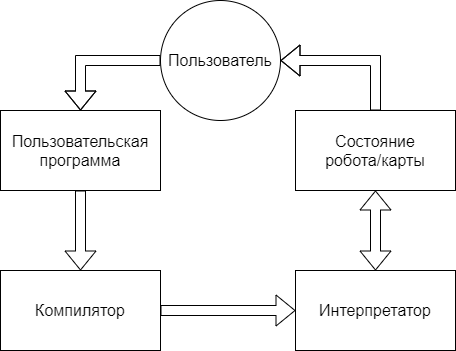 Пользователь
Пользовательская
программа
Состояние
робота/карты
Компилятор
Интерпретатор